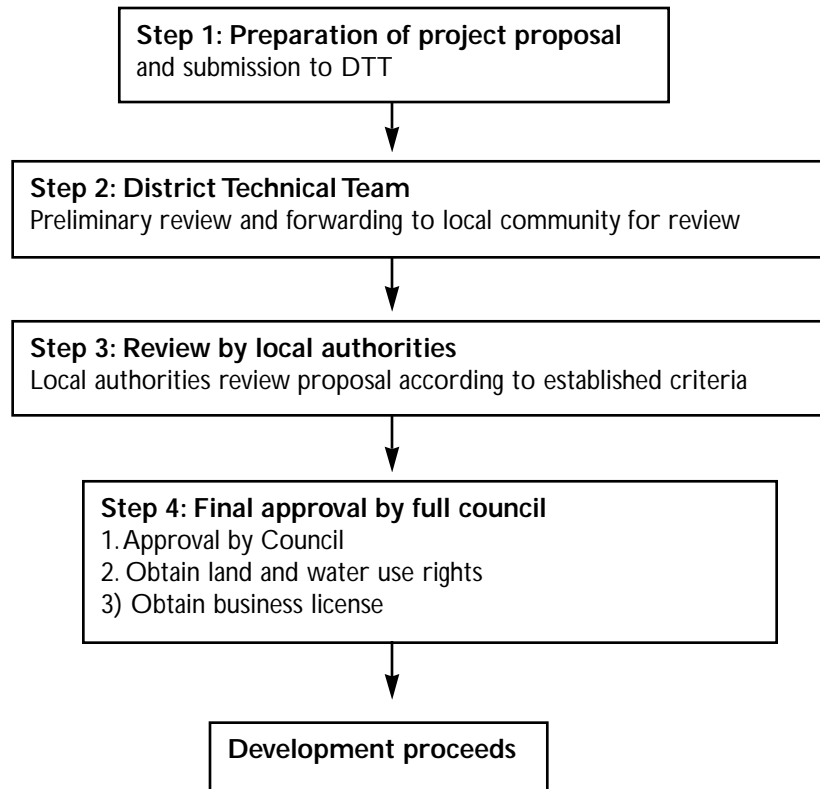 Step 1: Preparation of project proposal
and submission to DTT
Step 2: District Technical Team
Preliminary review and forwarding to local community for review
Step 3: Review by local authorities
Local authorities review proposal according to established criteria
Step 4: Final approval by full council
1. Approval by Council
2. Obtain land and water use rights
3) Obtain business license
Development proceeds